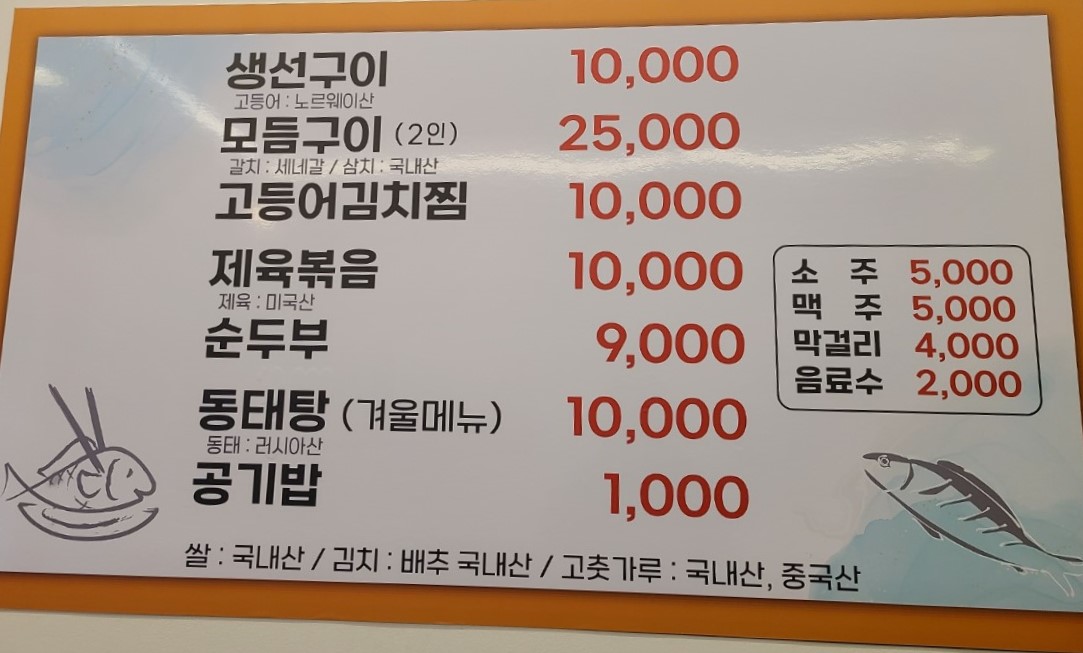 생선구이 10,000
고등어 : 노르웨이산
모듬구이 (2인) 25,000
갈치 : 세네갈 / 삼치 : 국내산
고등어김치찜 10,000
제육볶음 10,000
제육 : 미국산
순두부 9,000
동태탕 (겨울메뉴) 10,000
동태 : 러시아산
공기밥 1,000
소 주 5,000
맥 주 5,000
막걸리 4,000
음료수 2,000
쌀 : 국내산 / 김치 : 배추 국내산 / 고춧가루 : 국내산, 중국산